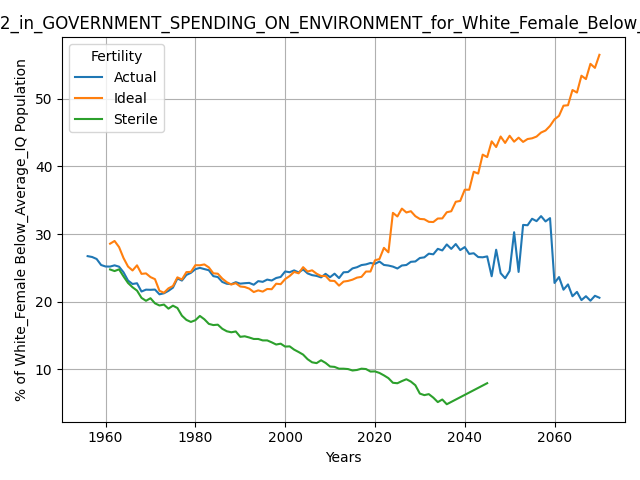 2_in_GOVERNMENT_SPENDING_ON_ENVIRONMENT_for_White_Female_Below_
Fertility
Actual
Ideal
Sterile
% of White_Female Below_Average_IQ Population
50
40
30
20
10
1960
1980
2000
2020
2040
2060
Years